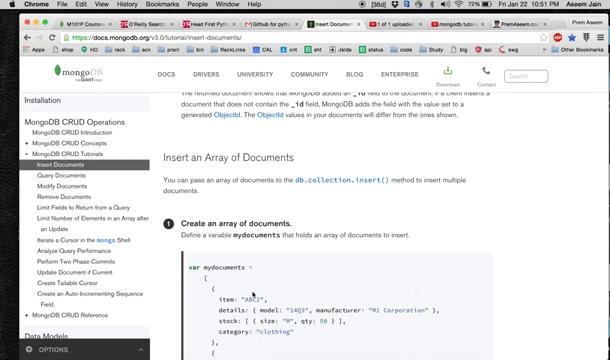 Chrome File Edit View History Bookmarks People Window Help [36d] 72% Fri Jan 22 10:51 PM Aseem Jain
M101P Courses O'Reilly Search Head First Pyth Github for pytho Insert Documen 1 of 1 uploaded mongodb tutoria PremAseem.com Prem Aseem
https://docs.mongodb.org/v3.0/tutorial/insert-documents/
Apps shop HO rac bin RackLinks CAL code Study big api swg Other Bookmarks
mongoDB. DOCS DRIVERS UNIVERSITY COMMUNITY BLOG ENTERPRISE Download Contact Search
Installation
MongoDB CRUD Operations
MongoDB CRUD Introduction
MongoDB CRUD Concepts
MongoDB CRUD Tutorials
Insert Documents
Query Documents
Modify Documents
Remove Documents
Limit Fields to Return from a Query
Limit Number of Elements in an Array after
an Update
Iterate a Cursor in the mongo Shell
Analyze Query Performance
Perform Two Phase Commits
Update Document if Current
Create Tailable Cursor
Create an Auto-Incrementing Sequence
Field
MongoDB CRUD Reference
Data Models
OPTIONS
The returned document shows that MongoDB added an _id field to the document. If a client inserts a
document that does not contain the _id field, MongoDB adds the field with the value set to a
generated ObjectId. The ObjectId values in your documents will differ from the ones shown.
Insert an Array of Documents
You can pass an array of documents to the db.collection.insert() method to insert multiple
documents.
1 Create an array of documents.
Define a variable mydocuments that holds an array of documents to insert.
var mydocuments =
[
{
item: "ABC2",
details: { model: "14Q3", manufacturer: "M1 Corporation" },
stock: [ { size: "M", qty: 50 } ],
category: "clothing"
},
{